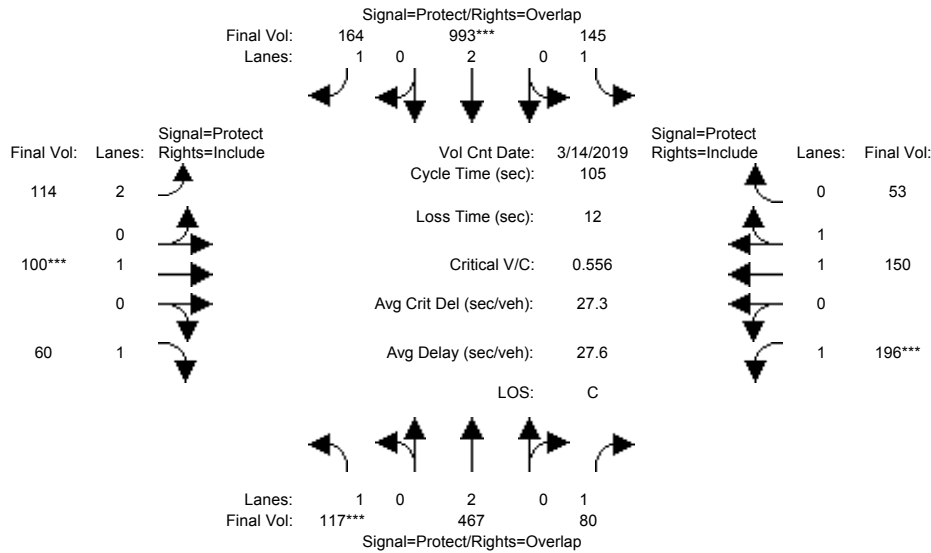 Signal=Protect/Rights=Overlap
Final Vol: 164 993*** 145
Lanes: 1 0 2 0 1
Signal=Protect Signal=Protect
Final Vol: Lanes: Rights=Include Vol Cnt Date: 3/14/2019 Rights=Include Lanes: Final Vol:
Cycle Time (sec): 105
114 2 0 53
Loss Time (sec): 12
0 1
100*** 1 Critical V/C: 0.556 1 150
0 Avg Crit Del (sec/veh): 27.3 0
60 1 Avg Delay (sec/veh): 27.6 1 196***
LOS: C
Lanes: 1 0 2 0 1
Final Vol: 117*** 467 80
Signal=Protect/Rights=Overlap